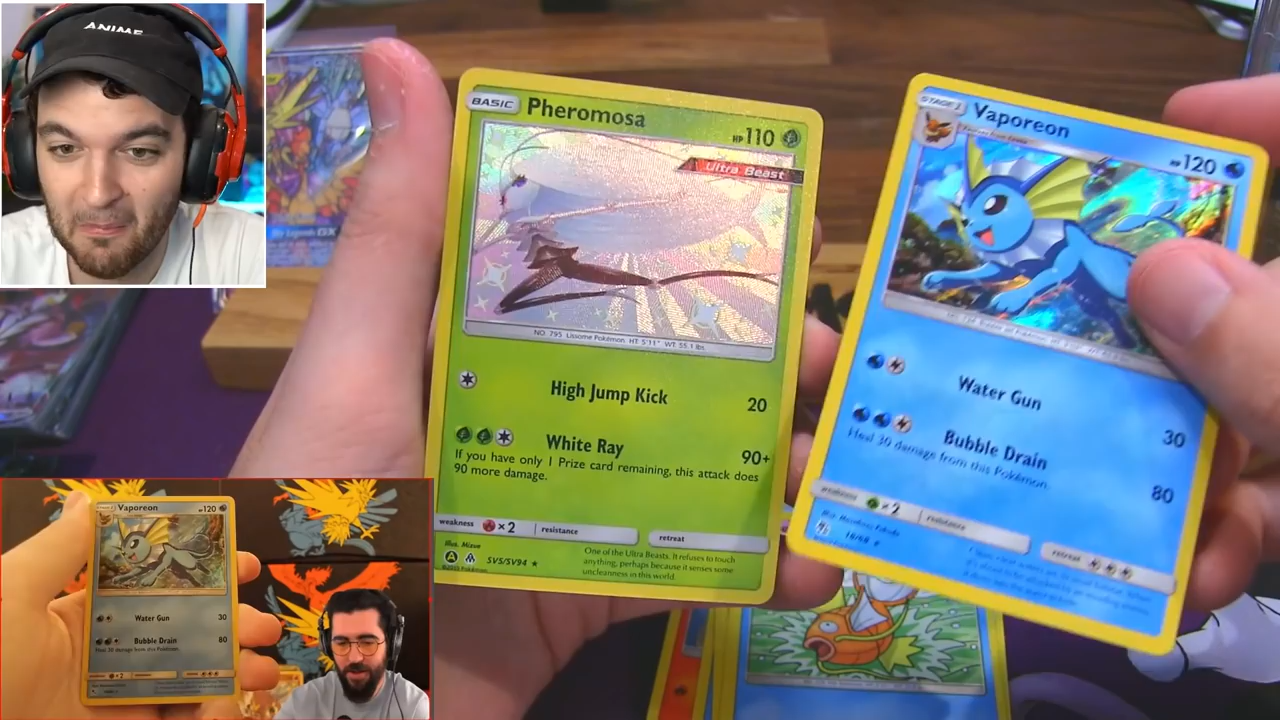 ANIME
BASIC Pheromosa HP 110
Ultra Beast
NO. 795 Lissome Pokémon HT: 5'11" WT: 55.1 lbs.
High Jump Kick 20
White Ray 90+
If you have only 1 Prize card remaining, this attack does
90 more damage.
weakness ×2 resistance
retreat
Illus. Mizue
SV5/SV94
One of the Ultra Beasts. It refuses to touch
anything, perhaps because it senses some
uncleanliness in this world.
STAGE 1 Vaporeon HP 120
Water Gun 30
Bubble Drain 80
Heal 30 damage from this Pokémon.
weakness ×2 resistance
retreat
GX
Vaporeon HP 120
Water Gun 30
Bubble Drain 80
Heal 30 damage from this Pokémon.
×2